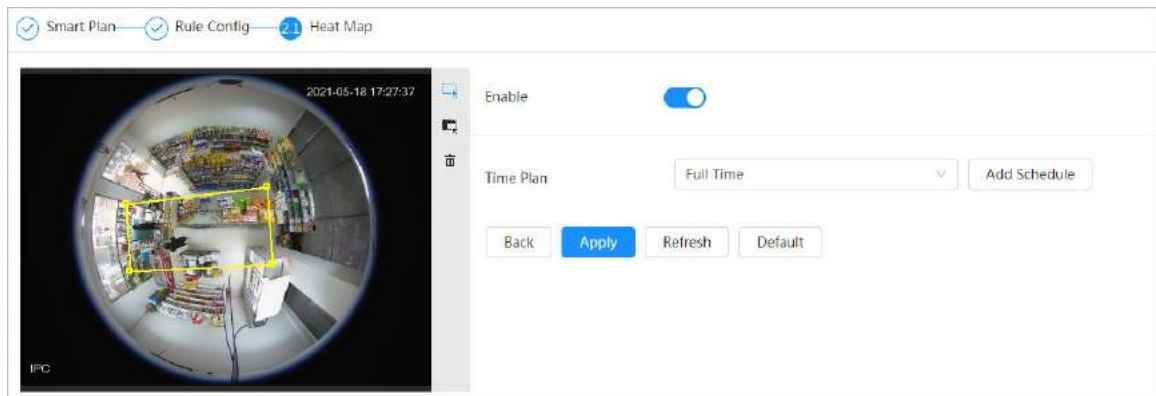 Smart Plan Rule Config 2.1 Heat Map
2021-05-18 17:27:37
Enable
Time Plan Full Time Add Schedule
Back Apply Refresh Default
IPC